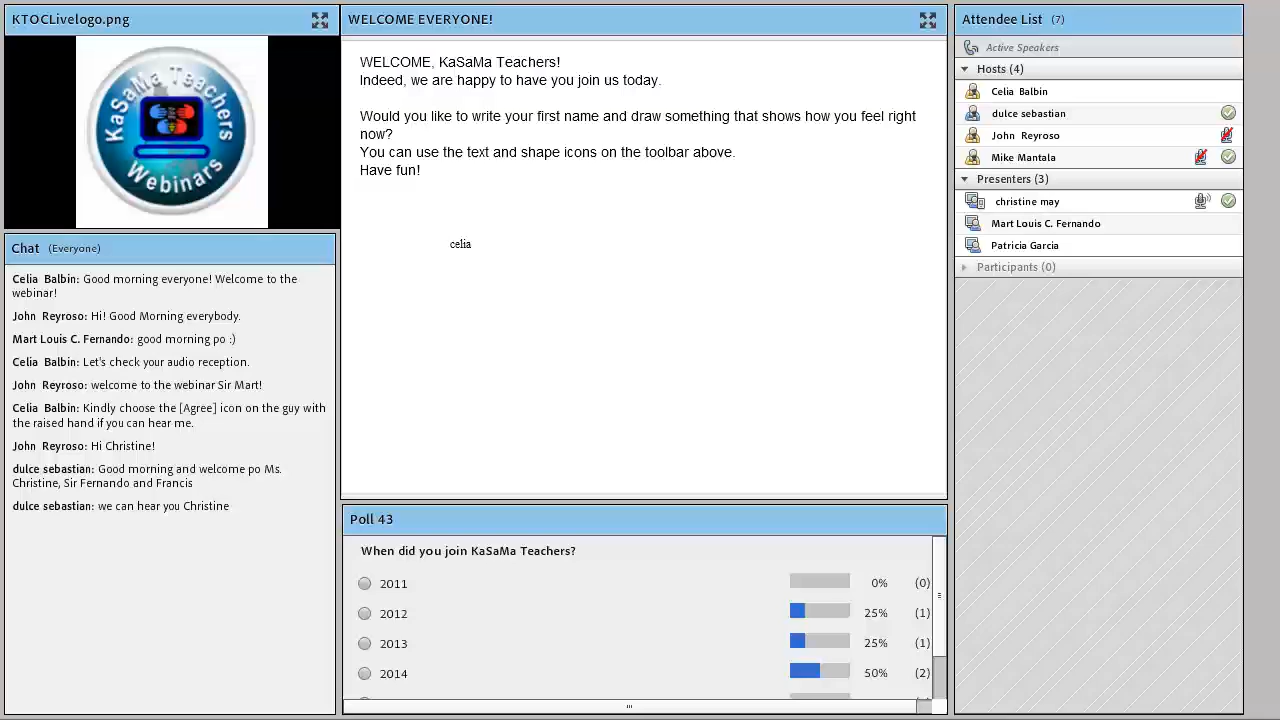 KTOCLivelogo.png
KaSaMa Teachers
Webinars
Chat (Everyone)
Celia Balbin: Good morning everyone! Welcome to the
webinar!
John Reyroso: Hi! Good Morning everybody.
Mart Louis C. Fernando: good morning po :)
Celia Balbin: Let's check your audio reception.
John Reyroso: welcome to the webinar Sir Mart!
Celia Balbin: Kindly choose the [Agree] icon on the guy with
the raised hand if you can hear me.
John Reyroso: Hi Christine!
dulce sebastian: Good morning and welcome po Ms.
Christine, Sir Fernando and Francis
dulce sebastian: we can hear you Christine
WELCOME EVERYONE!
WELCOME, KaSaMa Teachers!
Indeed, we are happy to have you join us today.
Would you like to write your first name and draw something that shows how you feel right
now?
You can use the text and shape icons on the toolbar above.
Have fun!
celia
Poll 43
When did you join KaSaMa Teachers?
2011 0% (0)
2012 25% (1)
2013 25% (1)
2014 50% (2)
Attendee List (7)
Active Speakers
Hosts (4)
Celia Balbin
dulce sebastian
John Reyroso
Mike Mantala
Presenters (3)
christine may
Mart Louis C. Fernando
Patricia Garcia
Participants (0)